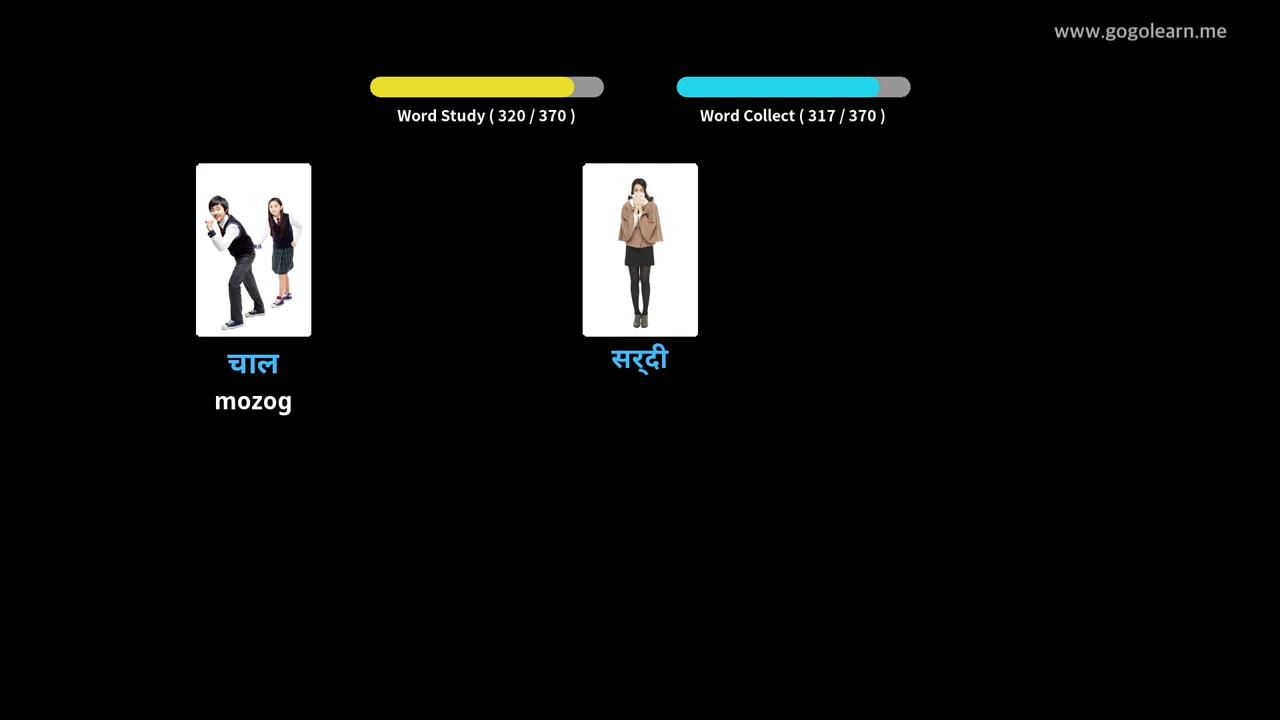 www.gogolearn.me
Word Study ( 320 / 370 )
Word Collect ( 317 / 370 )
चाल
mozog
सर्‌दी